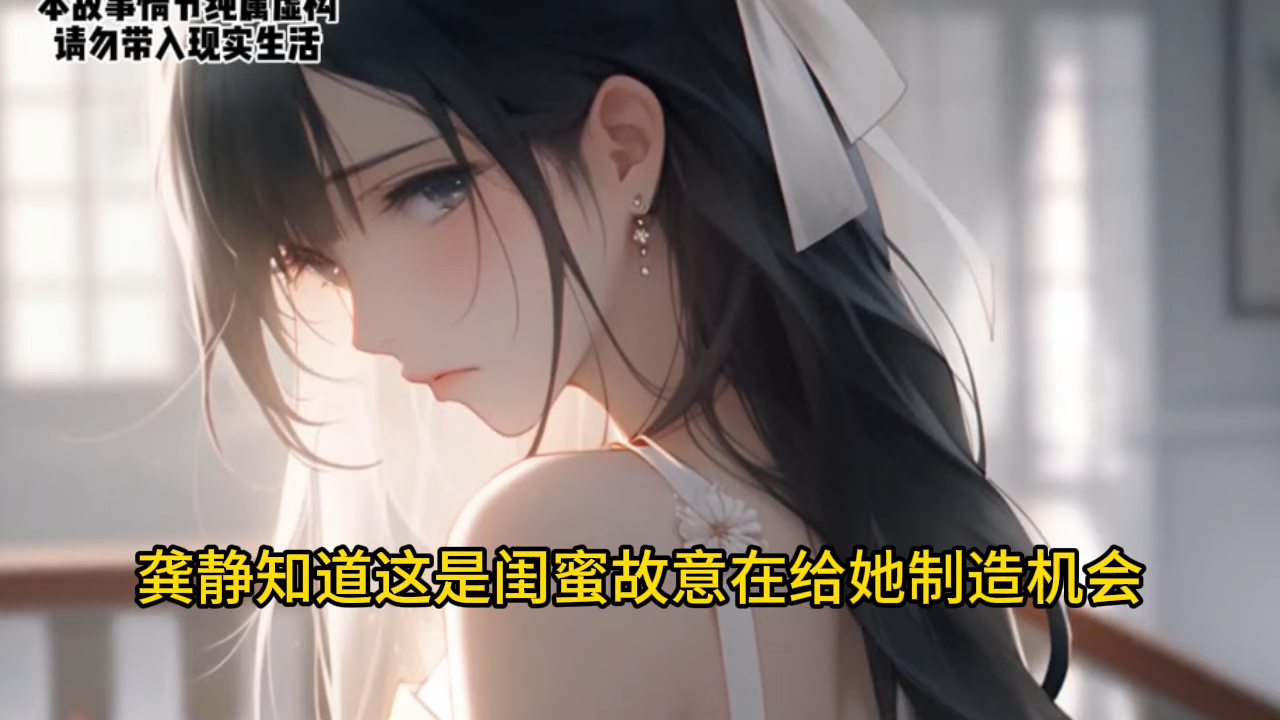 本故事情节纯属虚构
请勿带入现实生活
龚静知道这是闺蜜故意在给她制造机会